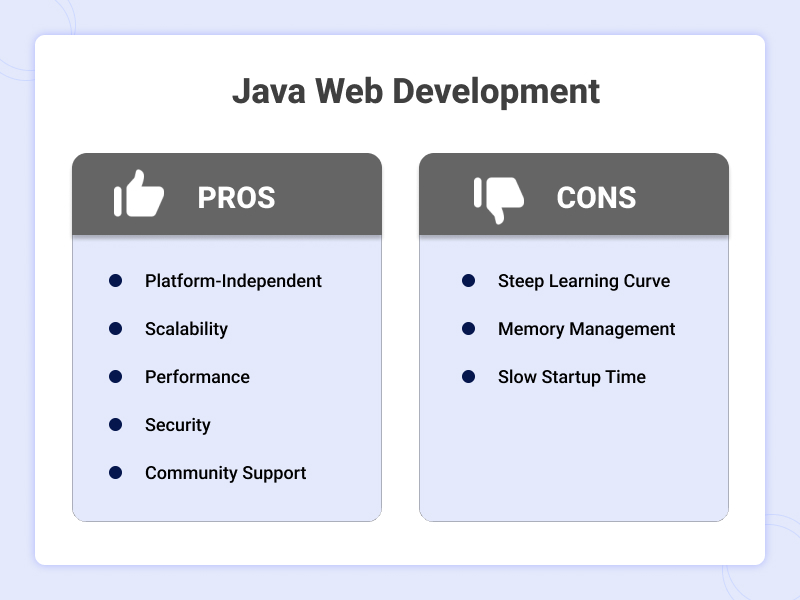 Java Web Development
PROS
Platform-Independent
Scalability
Performance
Security
Community Support
CONS
Steep Learning Curve
Memory Management
Slow Startup Time